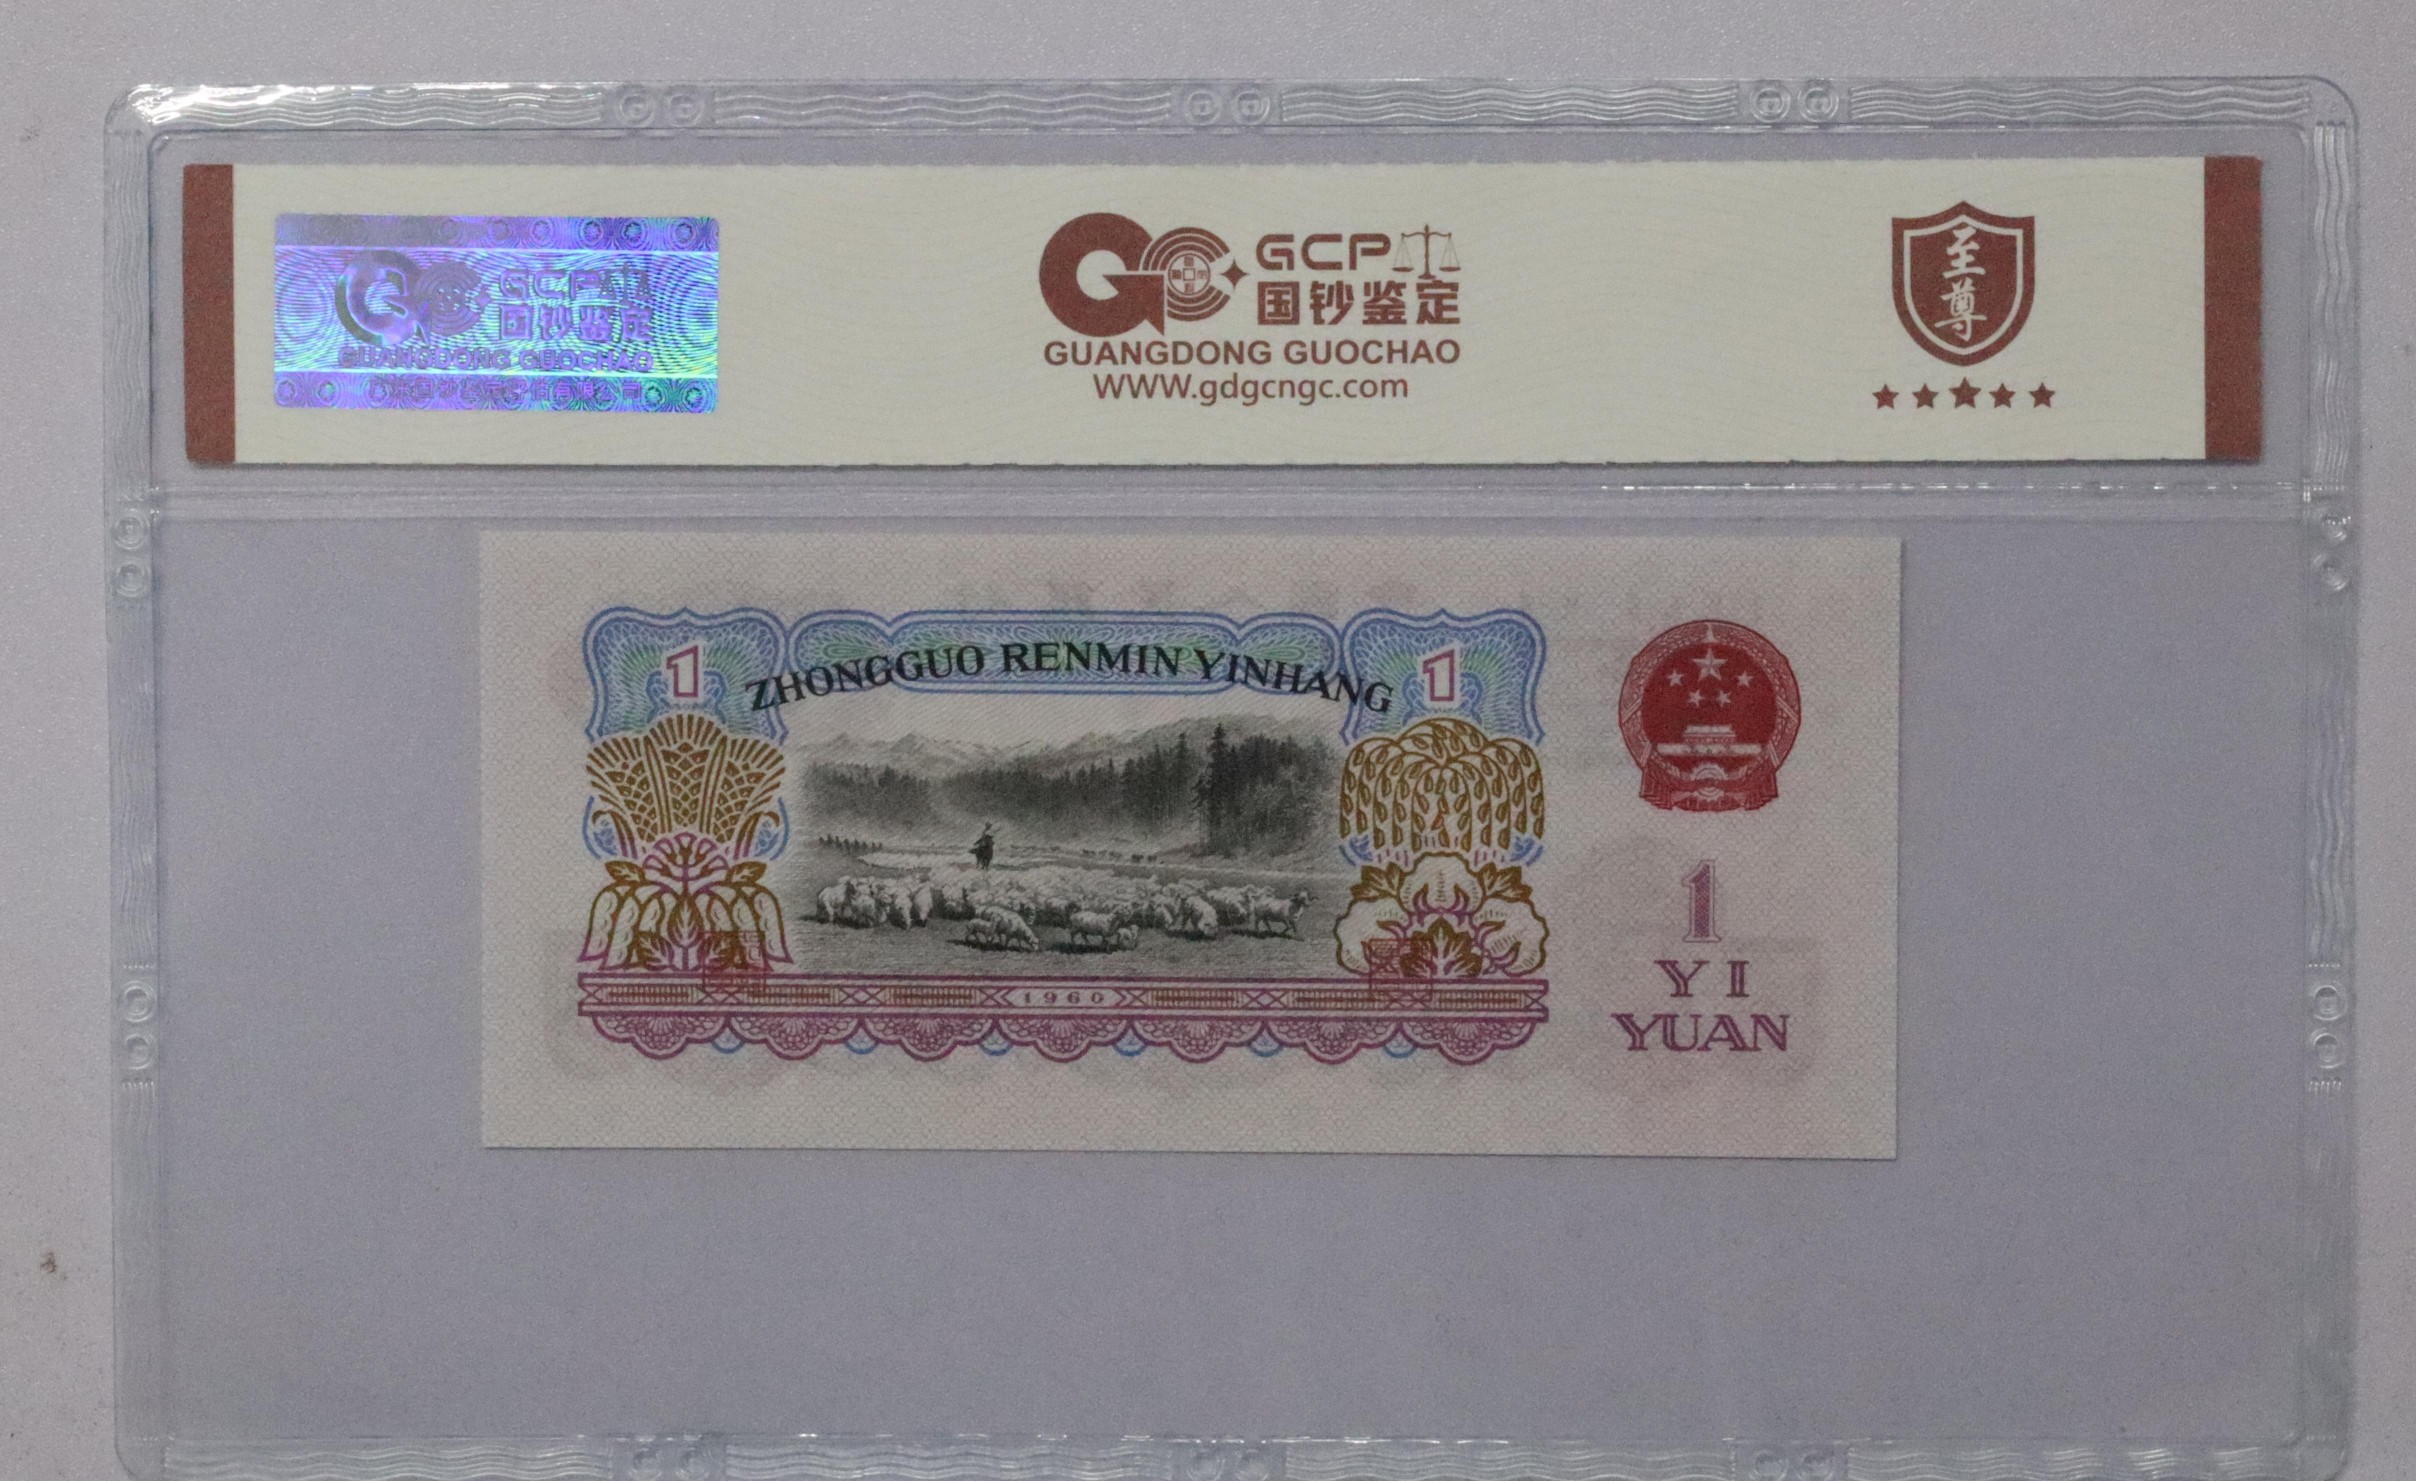 GCP
国钞鉴定
GUANGDONG GUOCHAO
GCP
国钞鉴定
GUANGDONG GUOCHAO
WWW.gdgcngc.com
至尊
1
ZHONGGUO RENMIN YINHANG
1
1960
1
YI
YUAN